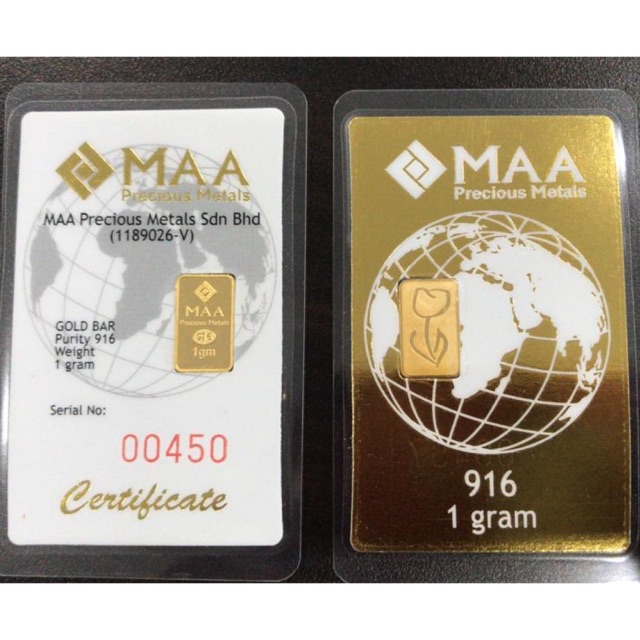 MAA
Precious Metals
MAA Precious Metals Sdn Bhd
(1189026-V)
MAA
Precious Metals
1gm
GOLD BAR
Purity 916
Weight
1 gram
Serial No:
00450
Certificate
MAA
Precious Metals
916
1 gram